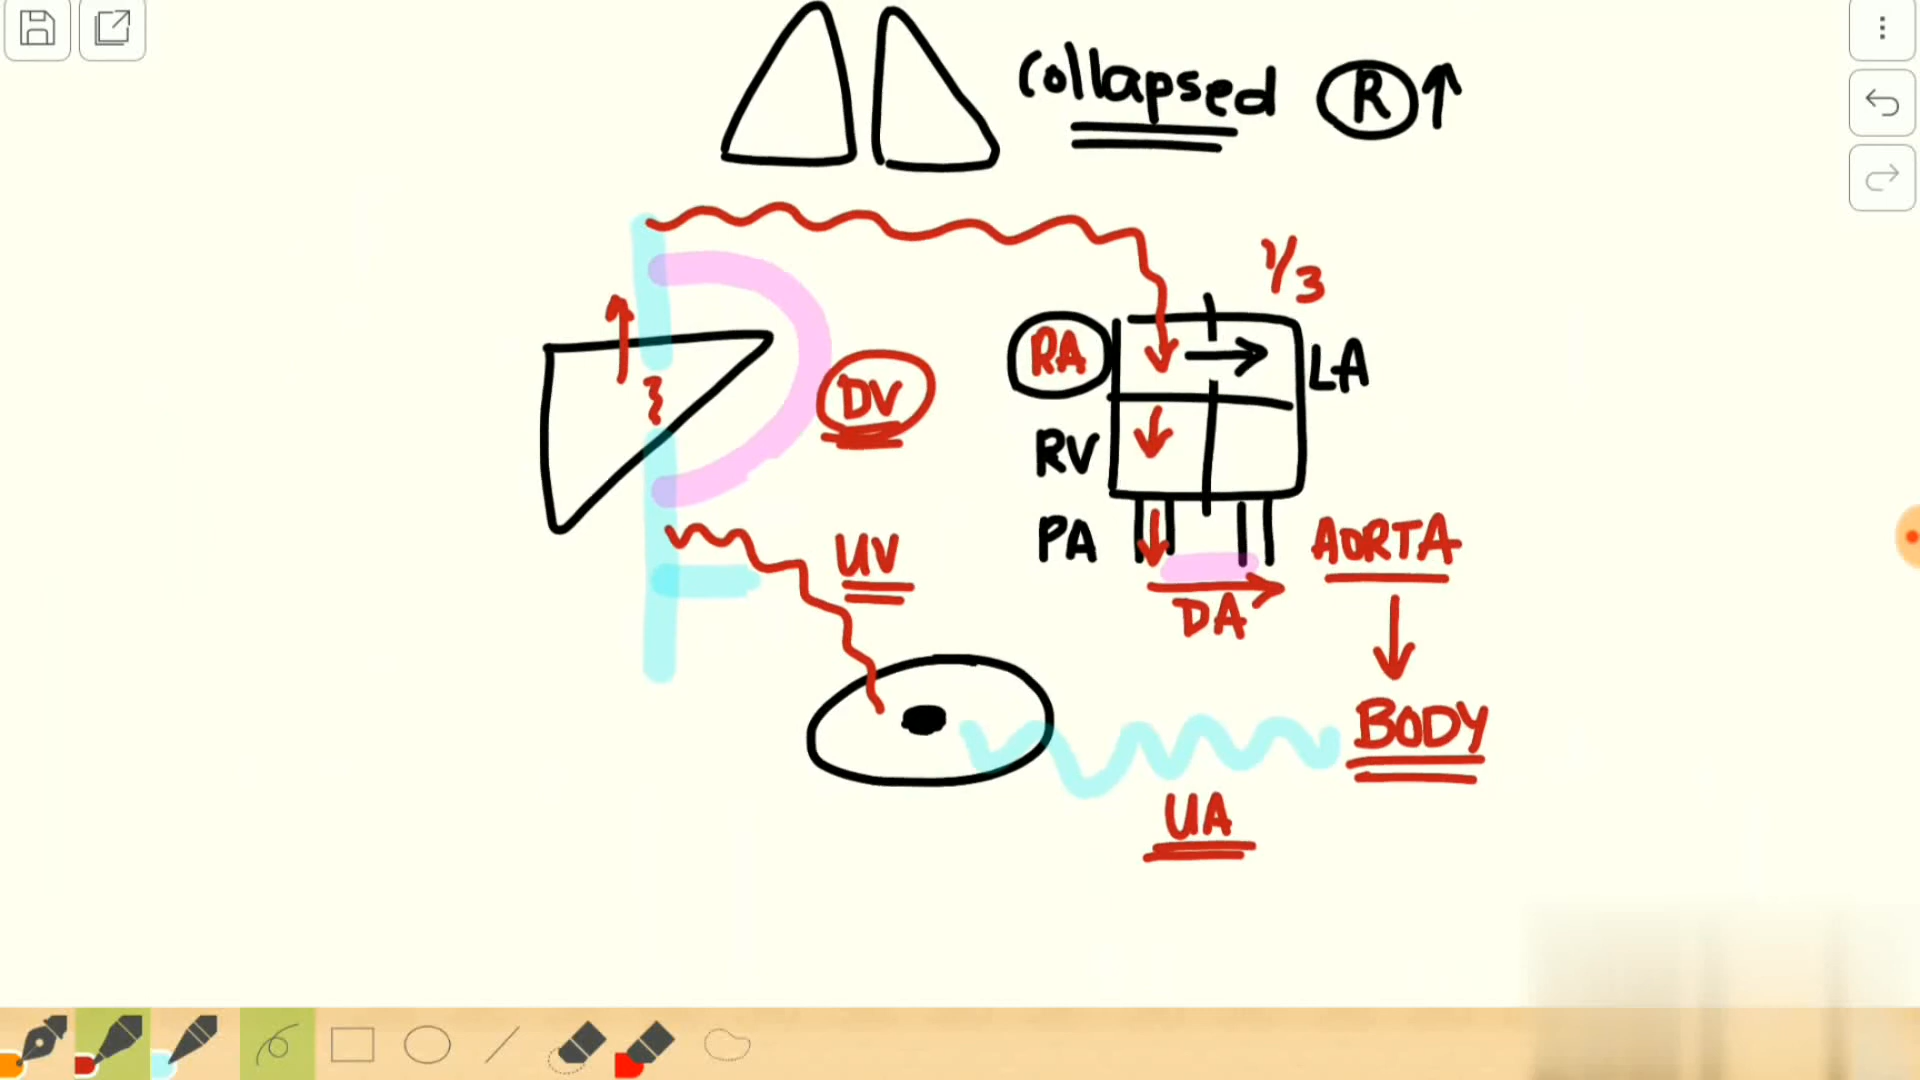 Collapsed R↑
1/3
RA
LA
DV
RV
UV
PA
AORTA
DA
BODY
UA